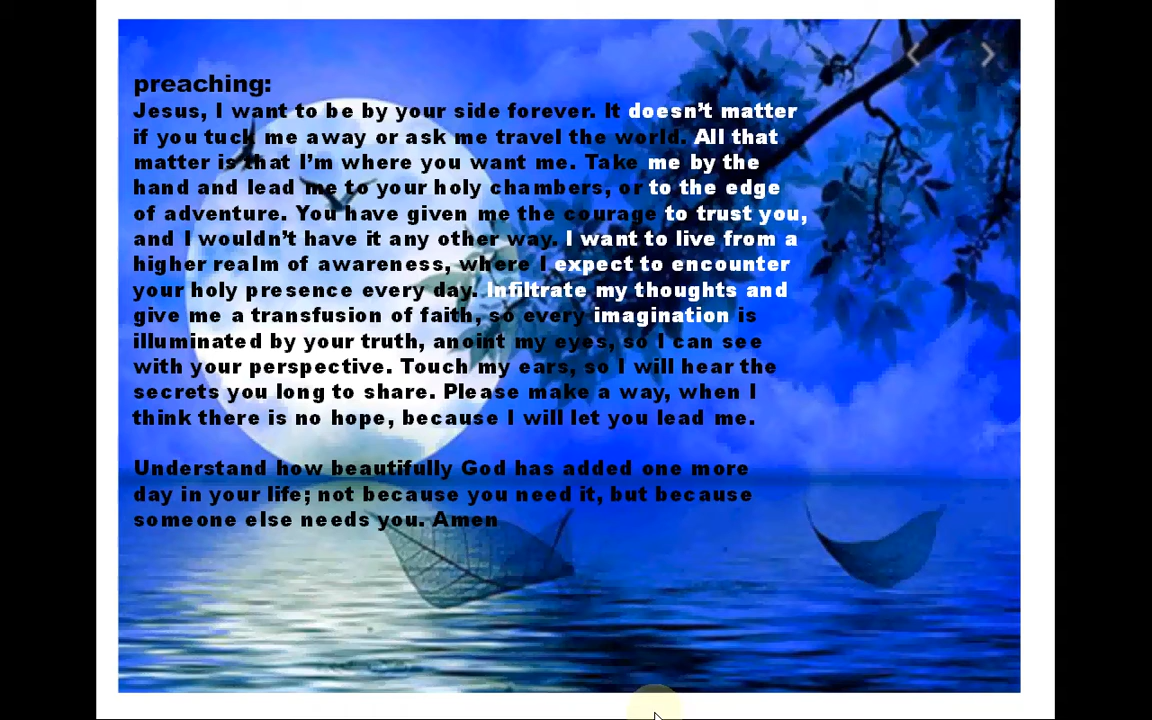 preaching:
Jesus, I want to be by your side forever. It doesn't matter
if you tuck me away or ask me travel the world. All that
matter is that I'm where you want me. Take me by the
hand and lead me to your holy chambers, or to the edge
of adventure. You have given me the courage to trust you,
and I wouldn't have it any other way. I want to live from a
higher realm of awareness, where I expect to encounter
your holy presence every day. Infiltrate my thoughts and
give me a transfusion of faith, so every imagination is
illuminated by your truth, anoint my eyes, so I can see
with your perspective. Touch my ears, so I will hear the
secrets you long to share. Please make a way, when I
think there is no hope, because I will let you lead me.
Understand how beautifully God has added one more
day in your life; not because you need it, but because
someone else needs you. Amen